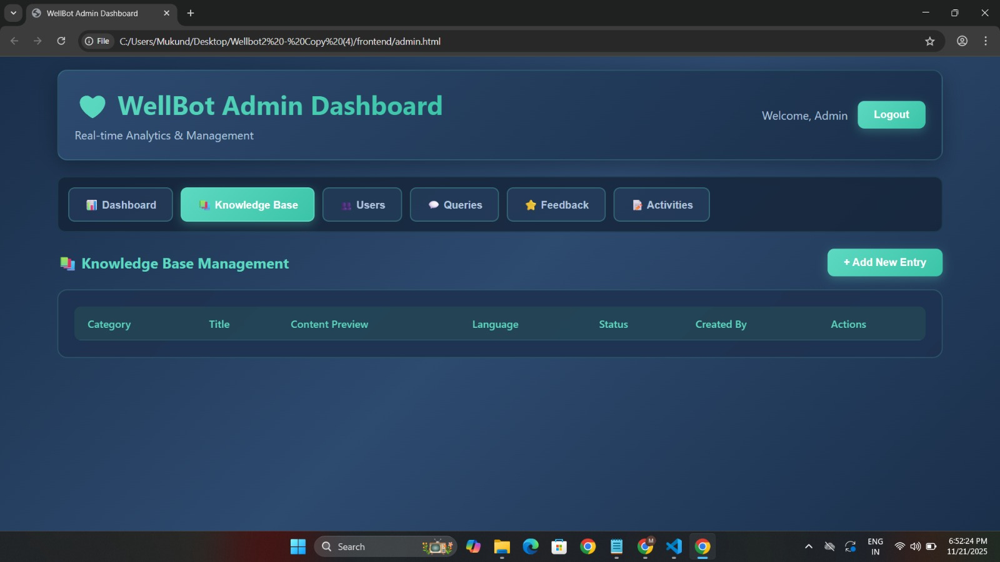 WellBot Admin Dashboard
File
C:/Users/Mukund/Desktop/Wellbot2%20-%20Copy%20(4)/frontend/admin.html
WellBot Admin Dashboard
Real-time Analytics & Management
Welcome, Admin
Logout
Dashboard
Knowledge Base
Users
Queries
Feedback
Activities
Knowledge Base Management
+ Add New Entry
Category Title Content Preview Language Status Created By Actions
Search
M
ENG
IN
6:52:24 PM
11/21/2025